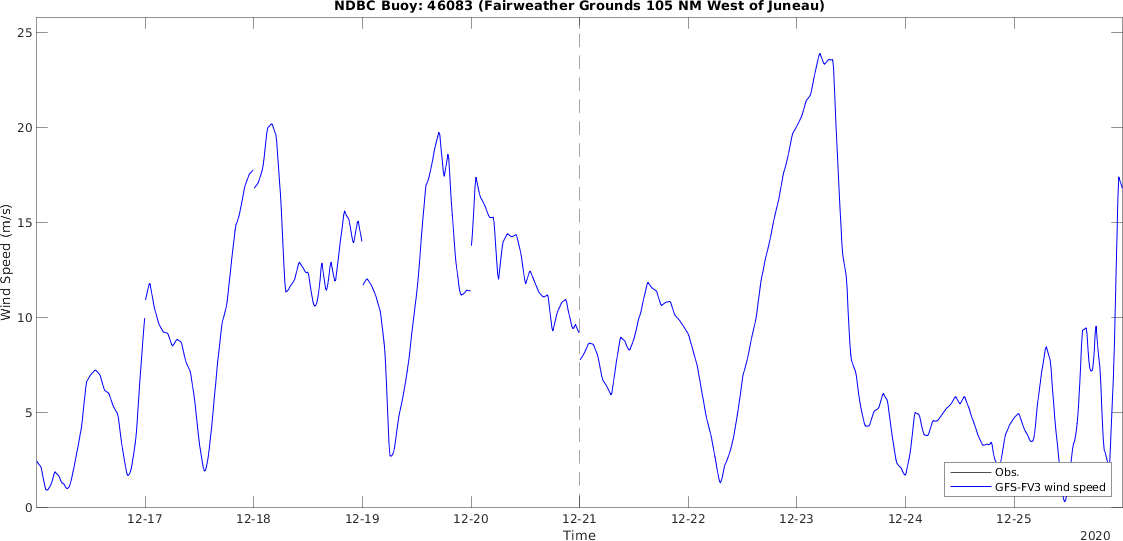 NDBC Buoy: 46083 (Fairweather Grounds 105 NM West of Juneau)
Wind Speed (m/s)
25
20
15
10
5
0
12-17 12-18 12-19 12-20 12-21 12-22 12-23 12-24 12-25
Time
2020
Obs.
GFS-FV3 wind speed